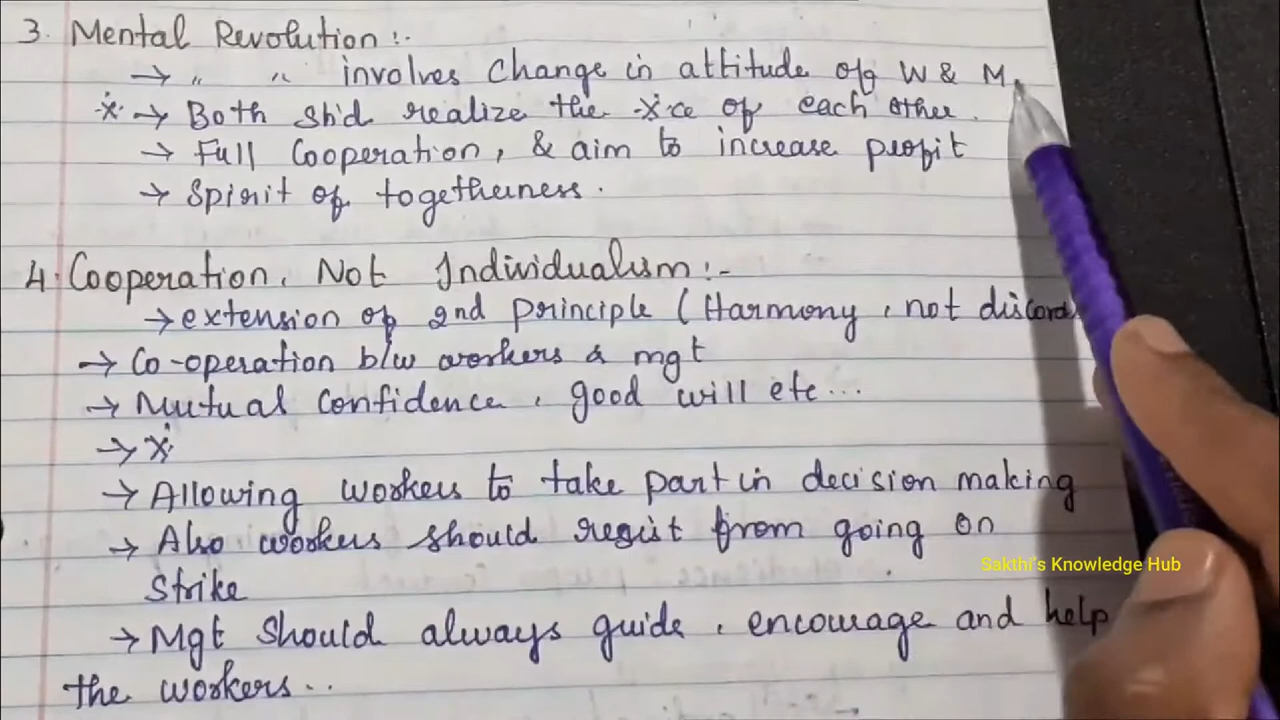 3. Mental Revolution :-
→ " " involves change in attitude of W & M.
* → Both sh'd realize the *ce of each other.
→ Full Cooperation, & aim to increase profit
→ Spirit of togetherness.
4. Cooperation, Not Individualism :-
→ extension of 2nd principle (Harmony, not discord)
→ Co-operation b/w workers & mgt
→ Mutual Confidence, good will etc...
→ *
→ Allowing workers to take part in decision making
→ Also workers should from going on
Strike
→ Mgt should always guide, encourage and help
the workers..
Sakthi's Knowledge Hub